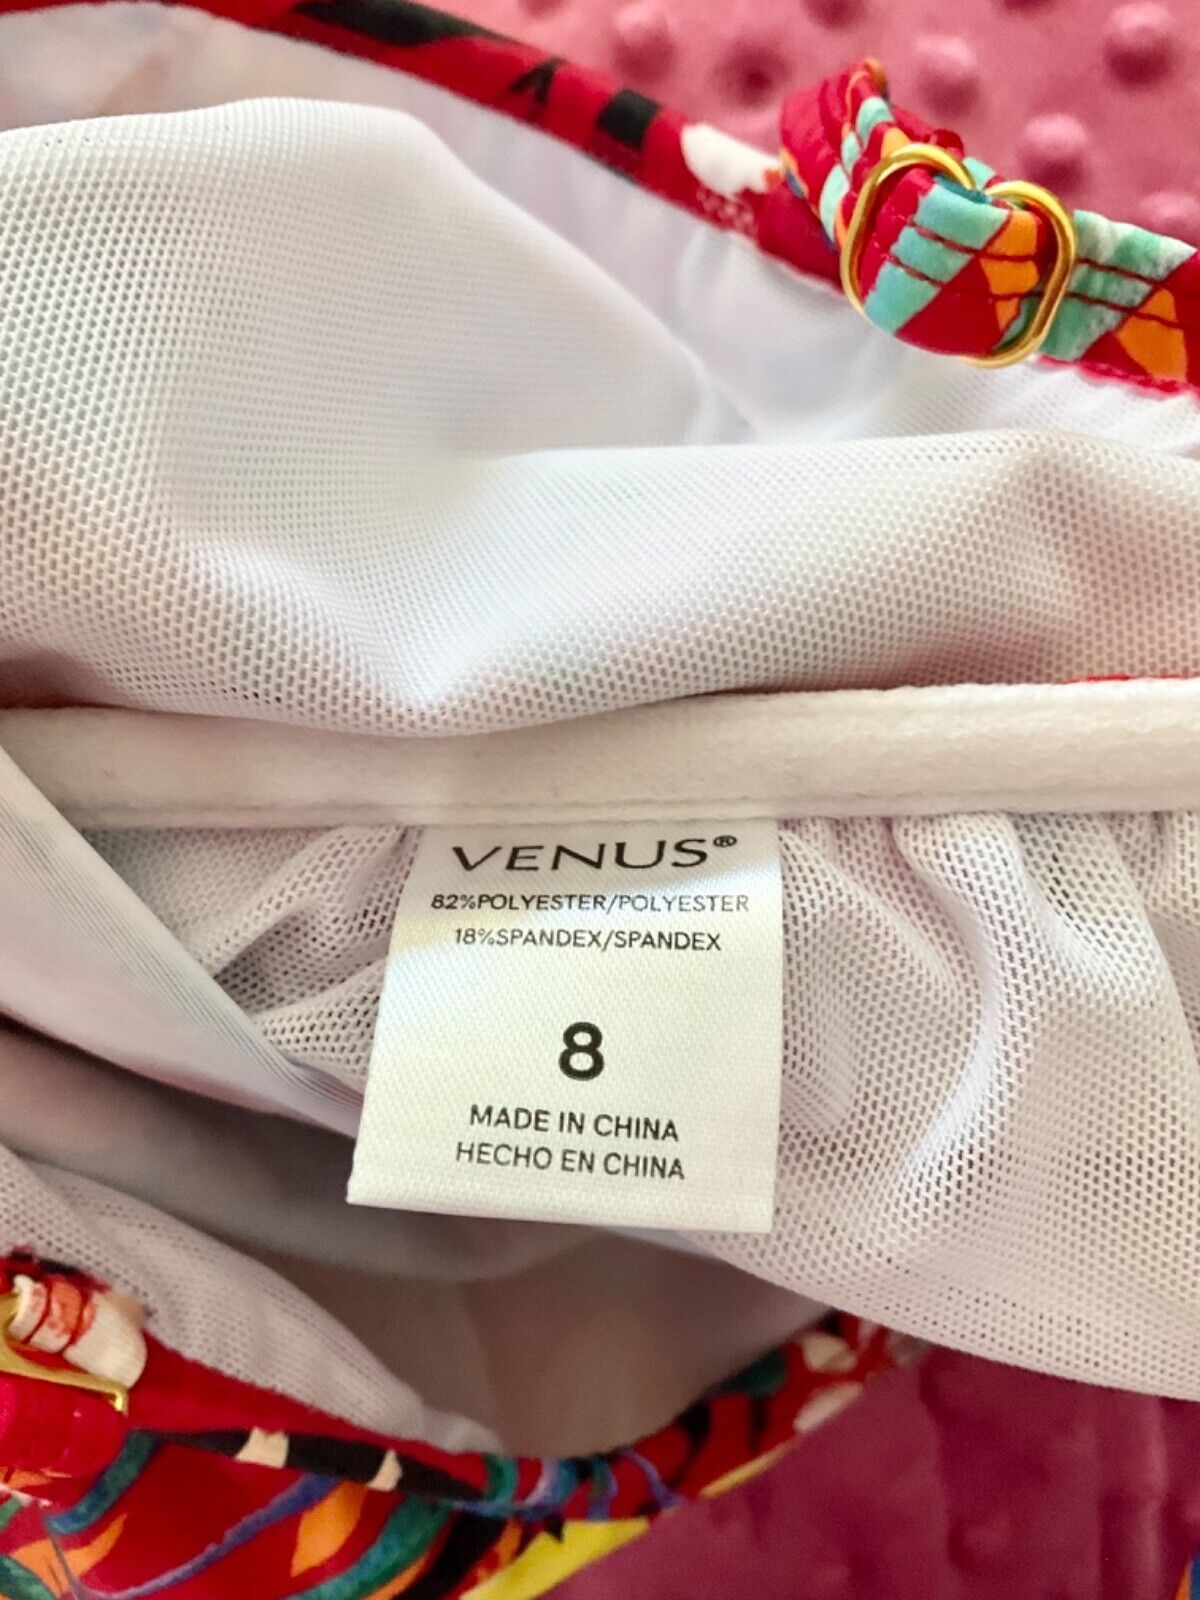 VENUS®
82%POLYESTER/POLYESTER
18%SPANDEX/SPANDEX
8
MADE IN CHINA
HECHO EN CHINA